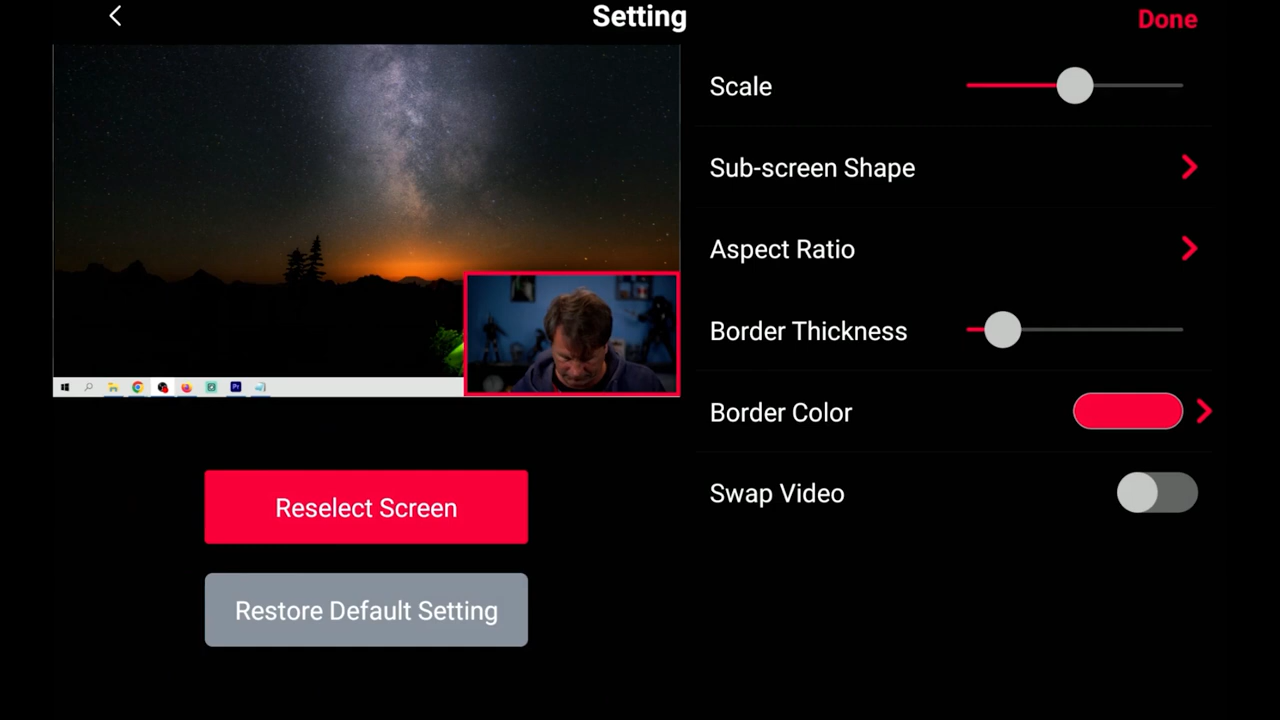 Setting
Done
Scale
Sub-screen Shape
Aspect Ratio
Border Thickness
Border Color
Swap Video
Pr
Reselect Screen
Restore Default Setting